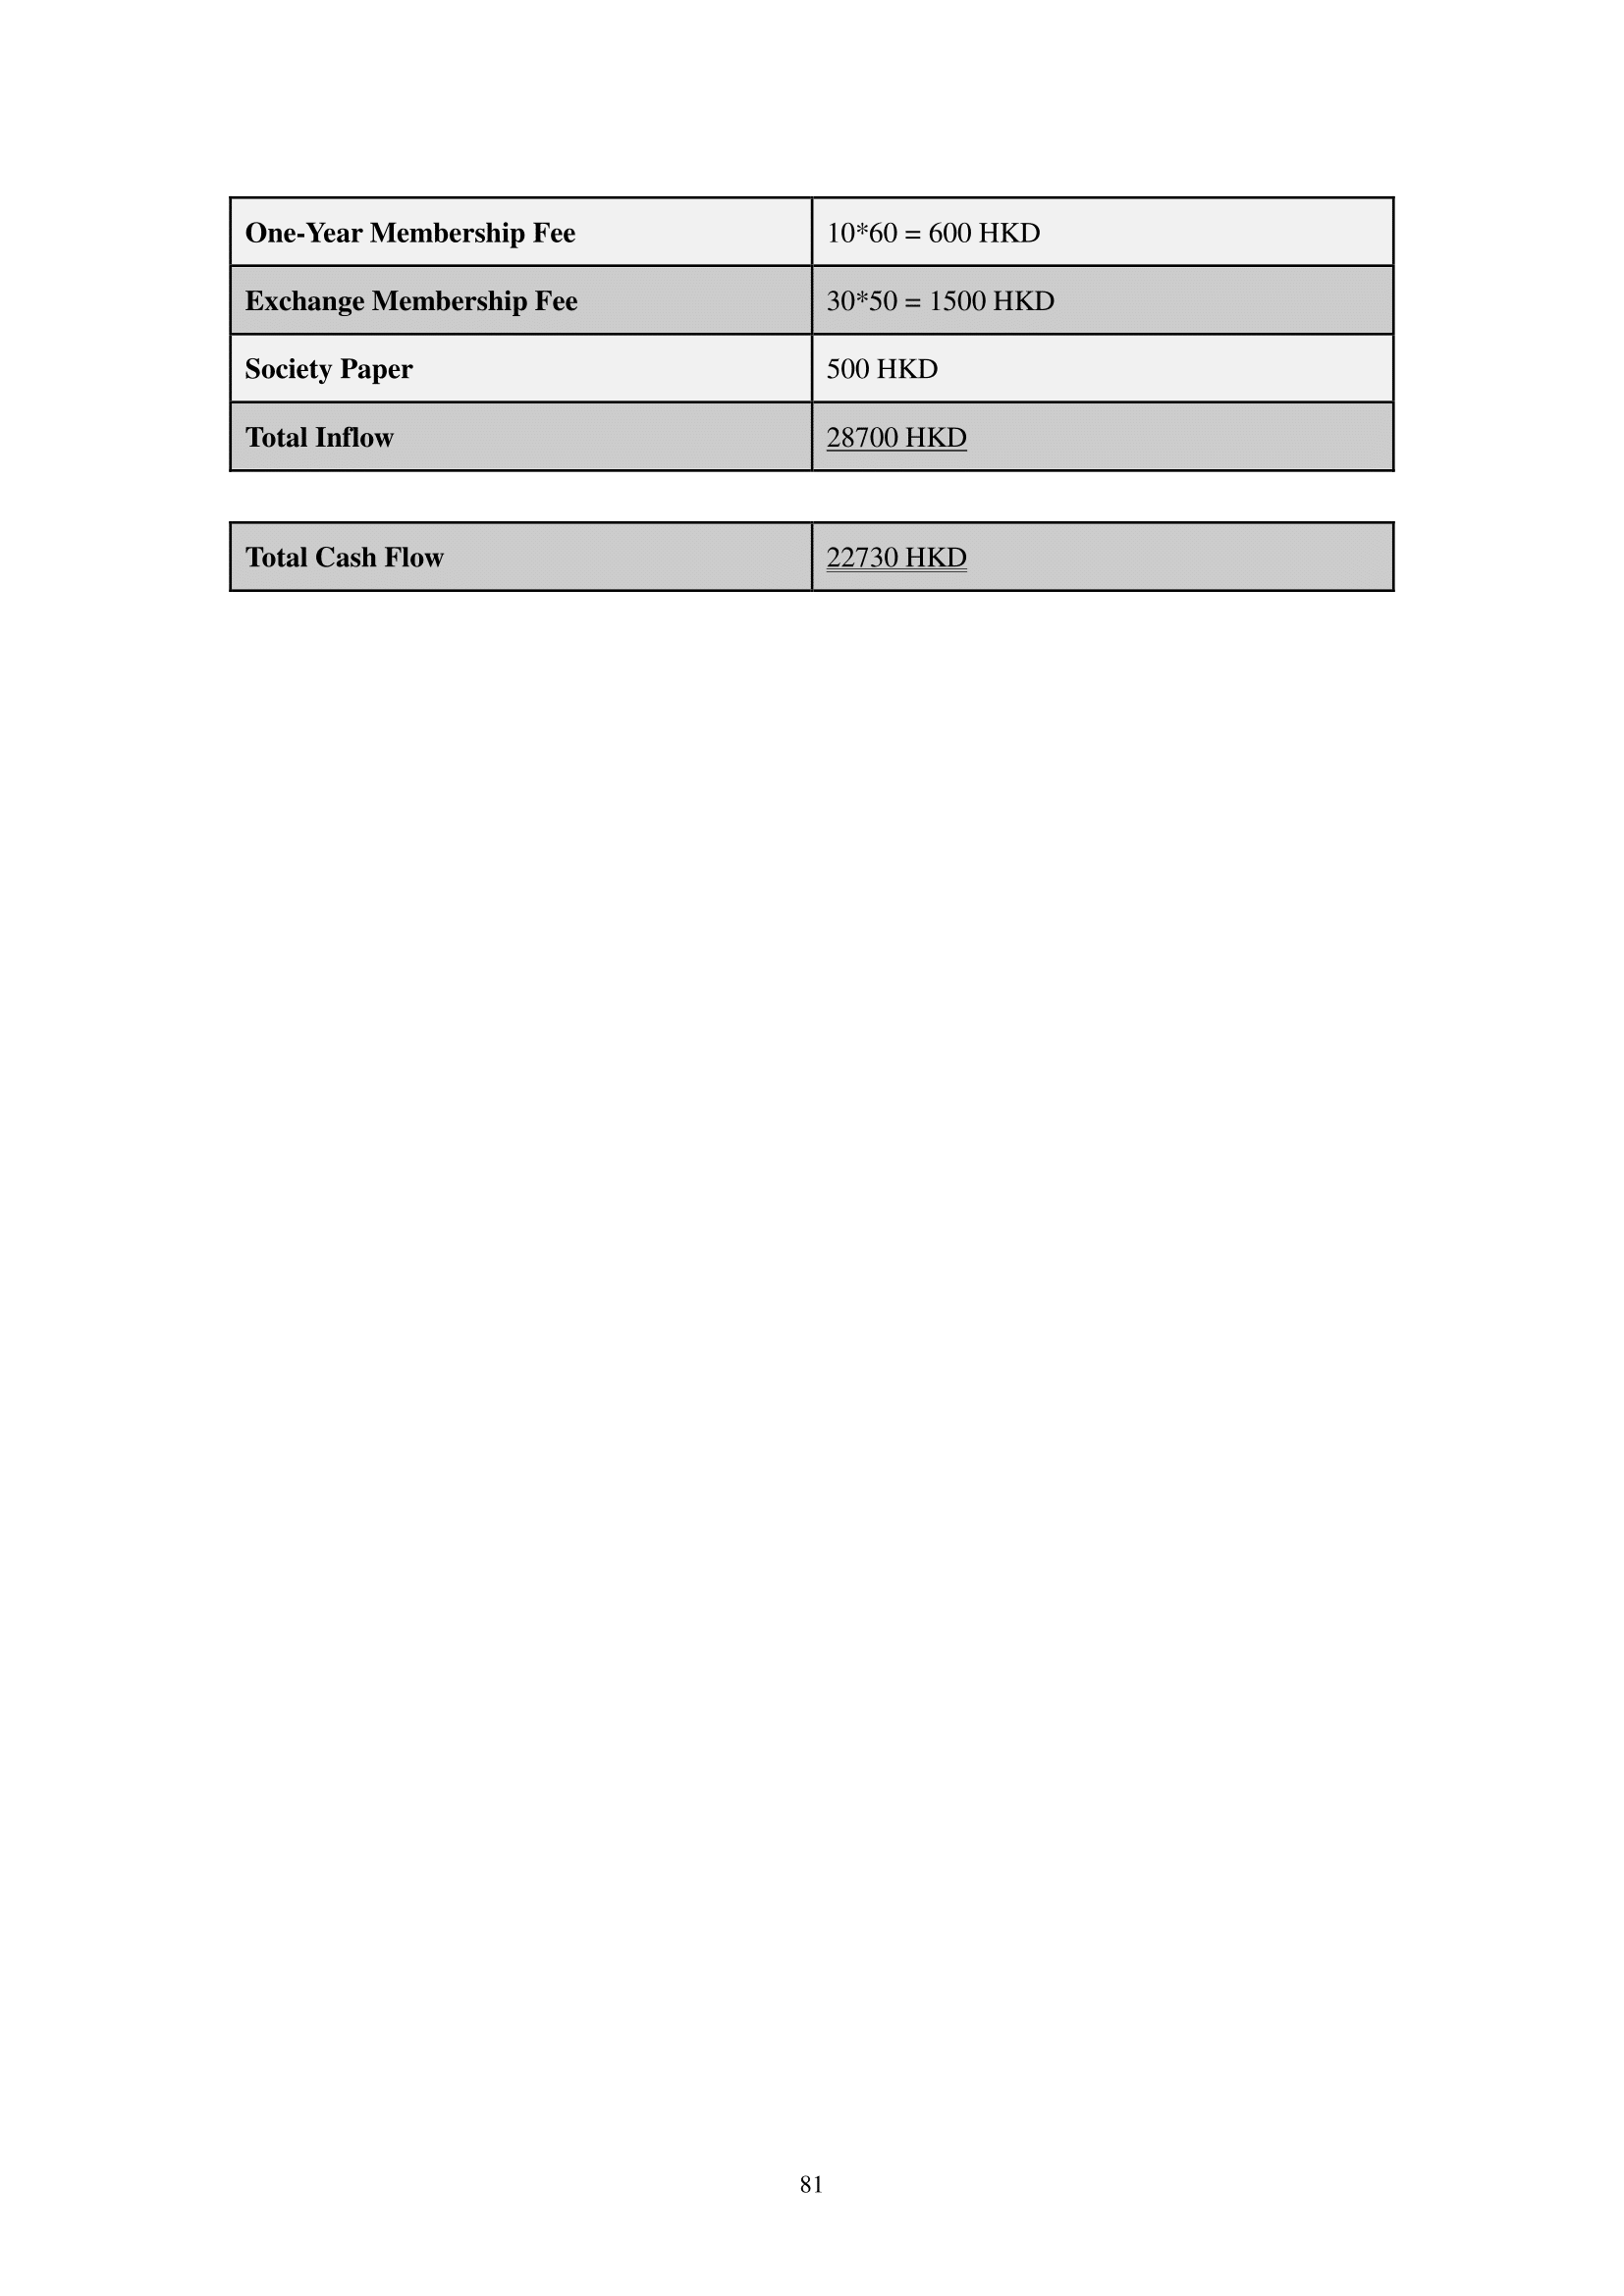 One-Year Membership Fee 10*60 = 600 HKD
Exchange Membership Fee 30*50 = 1500 HKD
Society Paper 500 HKD
Total Inflow 28700 HKD
Total Cash Flow 22730 HKD
81